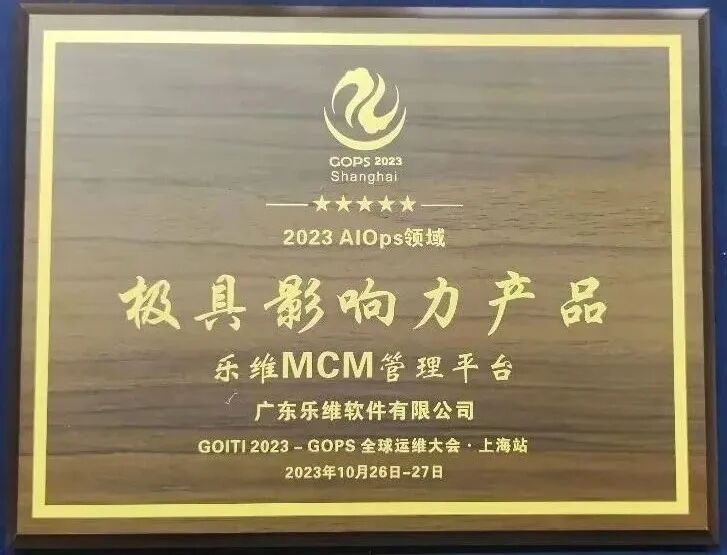 GOPS 2023
Shanghai
2023 AIOps领域
极具影响力产品
乐维MCM管理平台
广东乐维软件有限公司
GOITI 2023 - GOPS 全球运维大会·上海站
2023年10月26日-27日